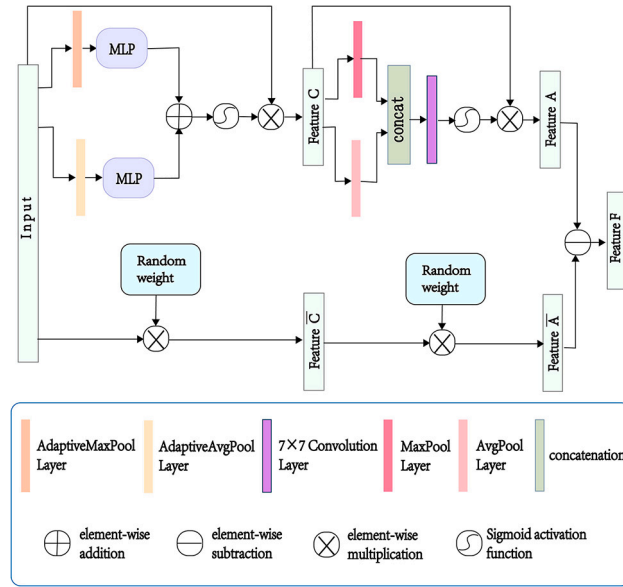 Input
MLP
MLP
Feature C
concat
Feature A
Feature F
Random
weight
Feature C̅
Random
weight
Feature A̅
AdaptiveMaxPool
Layer
AdaptiveAvgPool
Layer
7×7 Convolution
Layer
MaxPool
Layer
AvgPool
Layer
concatenation
element-wise
addition
element-wise
subtraction
element-wise
multiplication
Sigmoid activation
function